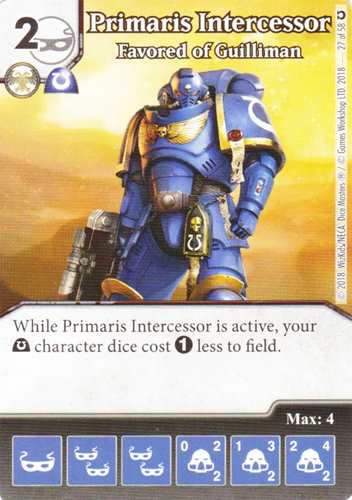 2
Primaris Intercessor
Favored of Guilliman
27 of 58
© 2018 WizKids/NECA Dice Masters ® / © Games Workshop LTD. 2018
While Primaris Intercessor is active, your
character dice cost 1 less to field.
Max: 4
0 2 2
1 3 2
2 4 2